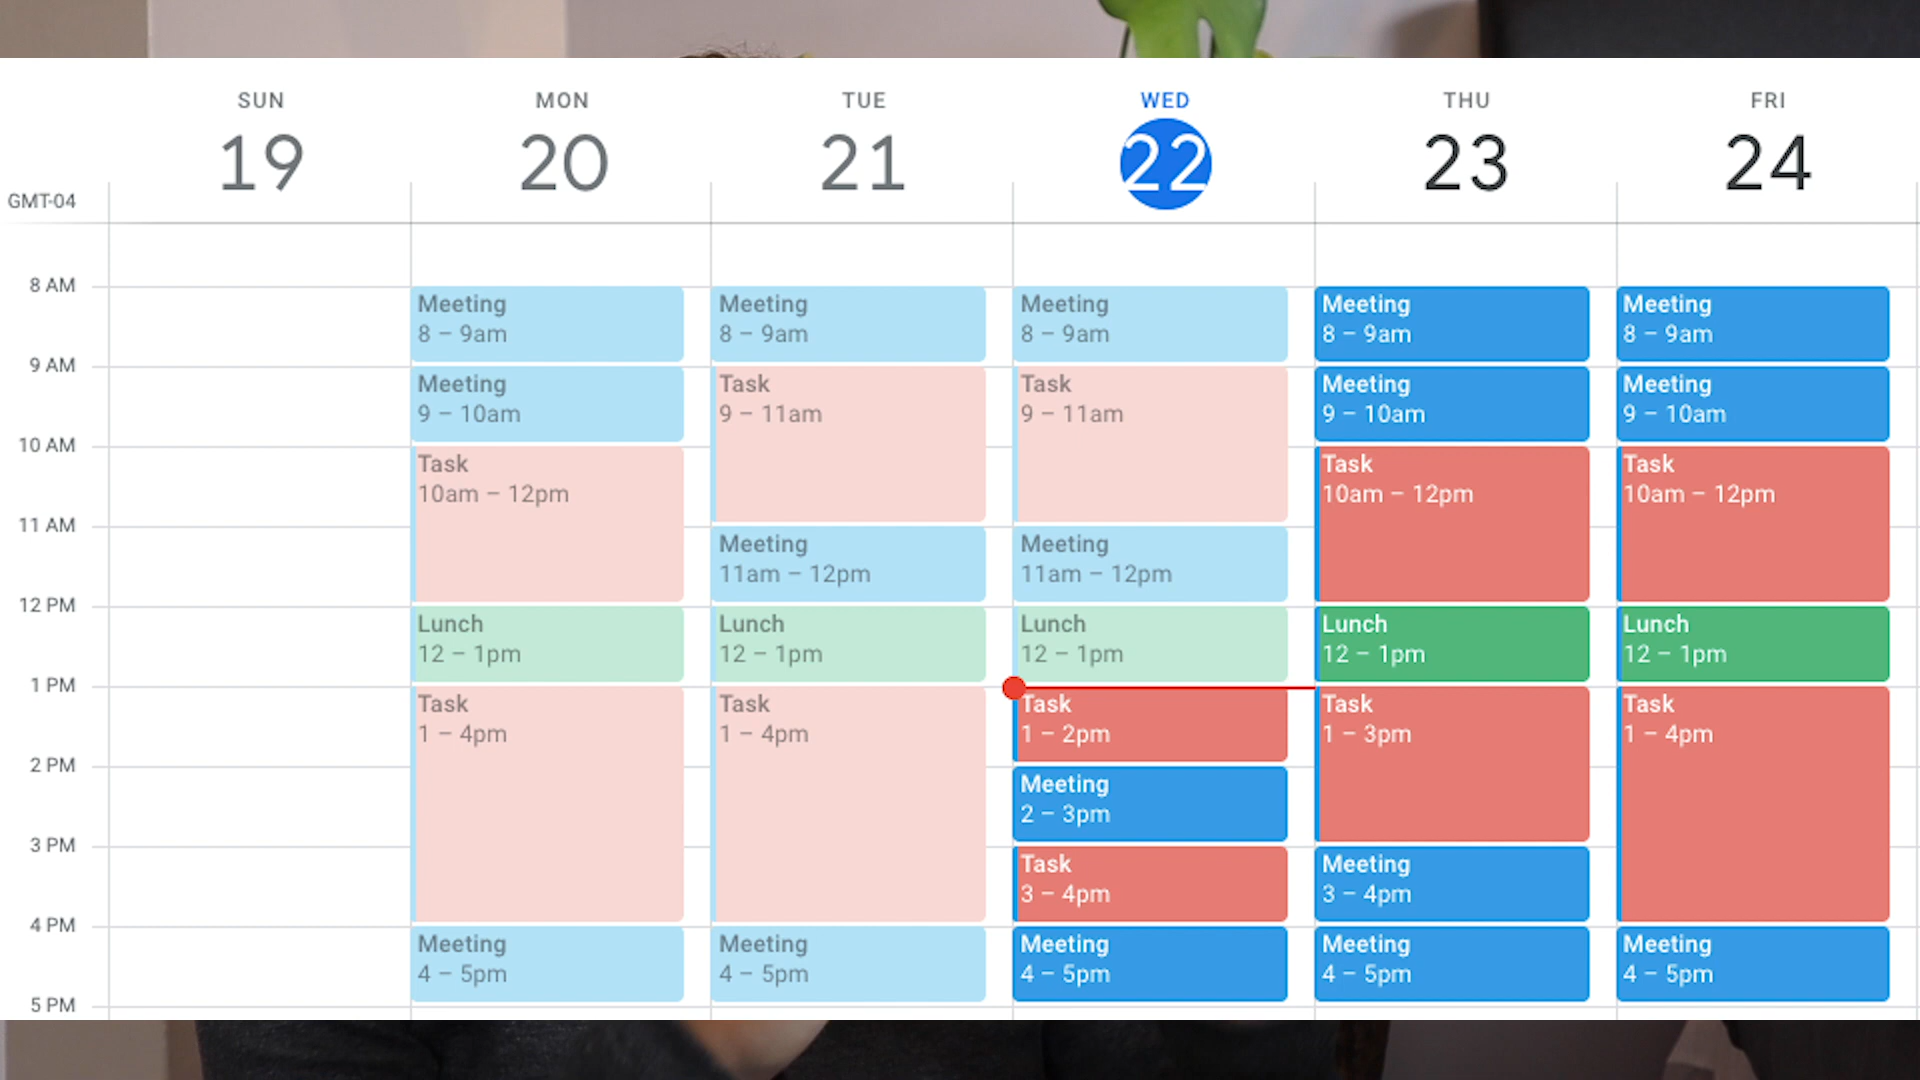 SUN
19
MON
20
TUE
21
WED
22
THU
23
FRI
24
GMT-04
8 AM
9 AM
10 AM
11 AM
12 PM
1 PM
2 PM
3 PM
4 PM
5 PM
Meeting
8 – 9am
Meeting
9 – 10am
Task
10am – 12pm
Lunch
12 – 1pm
Task
1 – 4pm
Meeting
4 – 5pm
Meeting
8 – 9am
Task
9 – 11am
Meeting
11am – 12pm
Lunch
12 – 1pm
Task
1 – 4pm
Meeting
4 – 5pm
Meeting
8 – 9am
Task
9 – 11am
Meeting
11am – 12pm
Lunch
12 – 1pm
Task
1 – 2pm
Meeting
2 – 3pm
Task
3 – 4pm
Meeting
4 – 5pm
Meeting
8 – 9am
Meeting
9 – 10am
Task
10am – 12pm
Lunch
12 – 1pm
Task
1 – 3pm
Meeting
3 – 4pm
Meeting
4 – 5pm
Meeting
8 – 9am
Meeting
9 – 10am
Task
10am – 12pm
Lunch
12 – 1pm
Task
1 – 4pm
Meeting
4 – 5pm